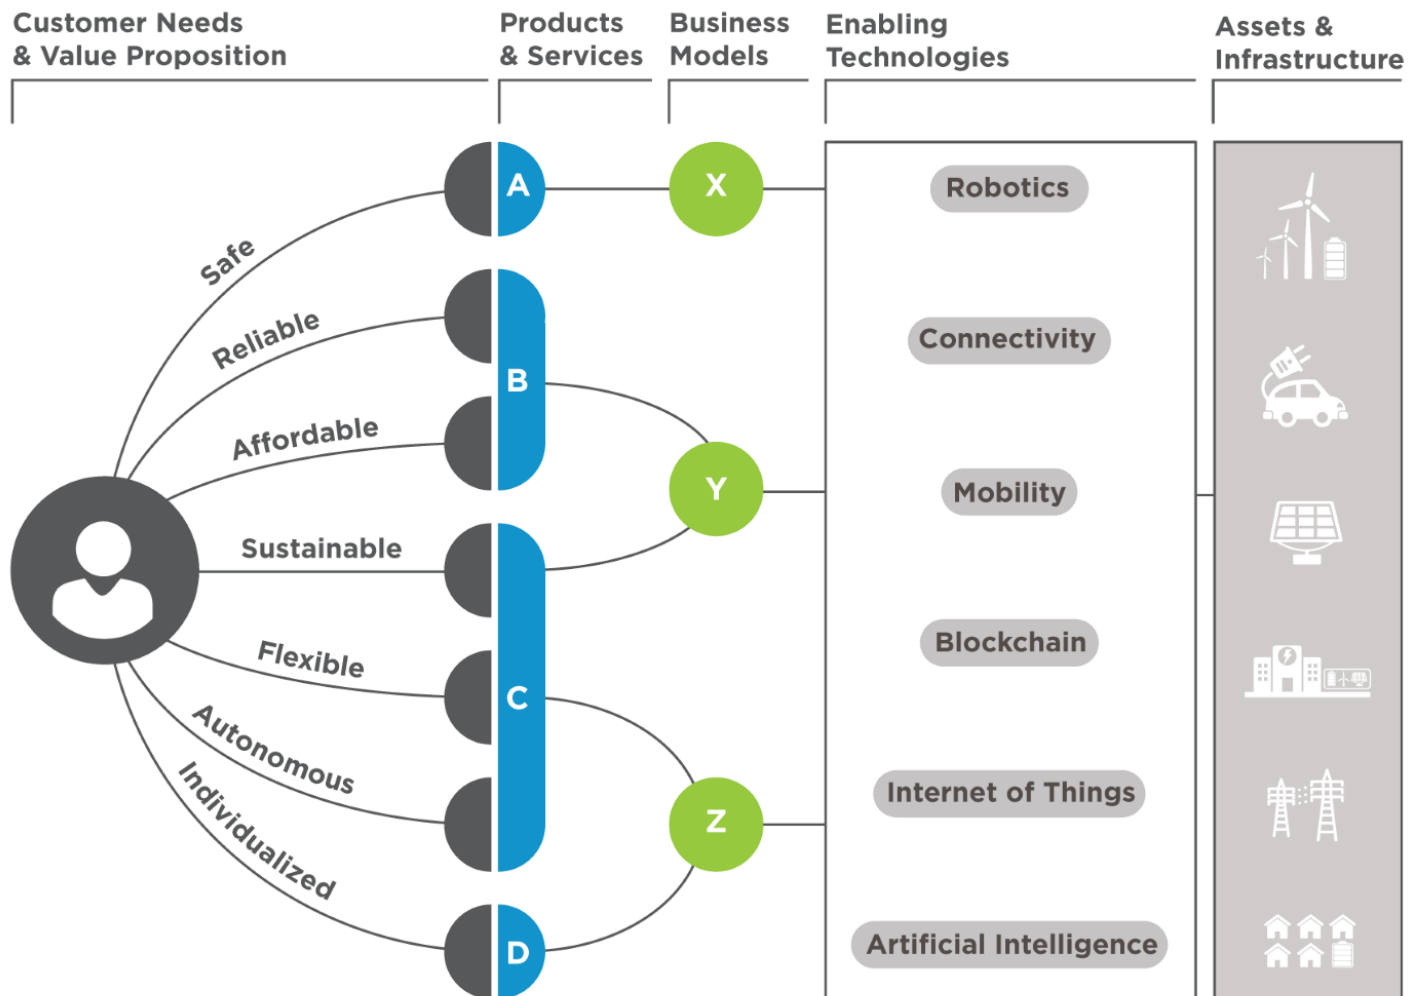 Customer Needs
& Value Proposition
Products
& Services
Business
Models
Enabling
Technologies
Assets &
Infrastructure
Safe
Reliable
Affordable
Sustainable
Flexible
Autonomous
Individualized
A
B
C
D
X
Y
Z
Robotics
Connectivity
Mobility
Blockchain
Internet of Things
Artificial Intelligence